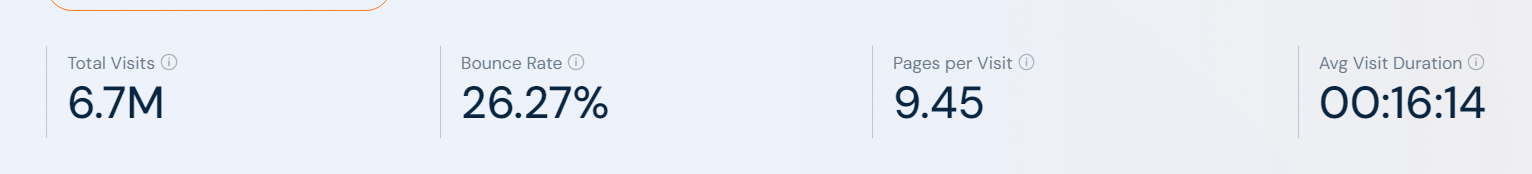 Total Visits
6.7M
Bounce Rate
26.27%
Pages per Visit
9.45
Avg Visit Duration
00:16:14